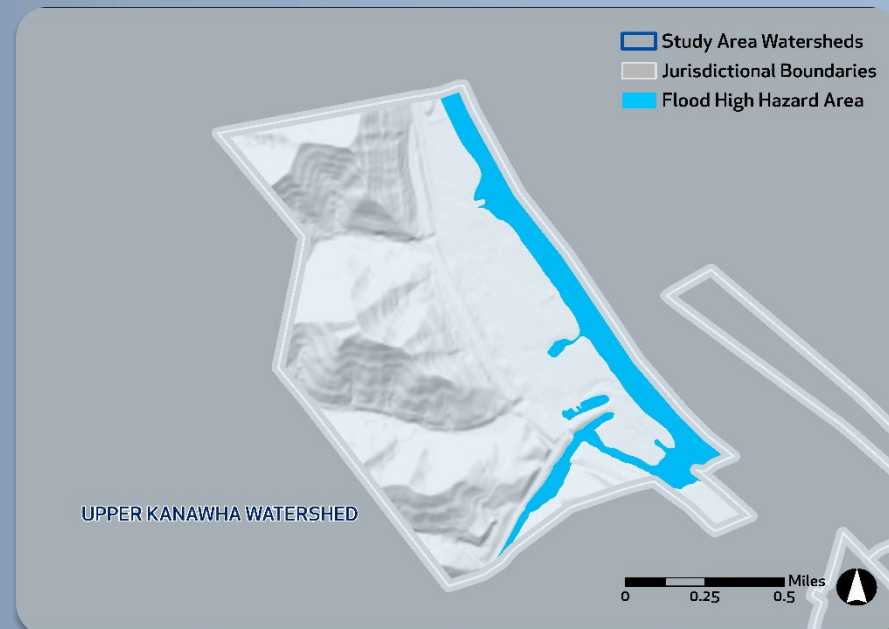 Study Area Watersheds
Jurisdictional Boundaries
Flood High Hazard Area
UPPER KANAWHA WATERSHED
Miles
0 0.25 0.5